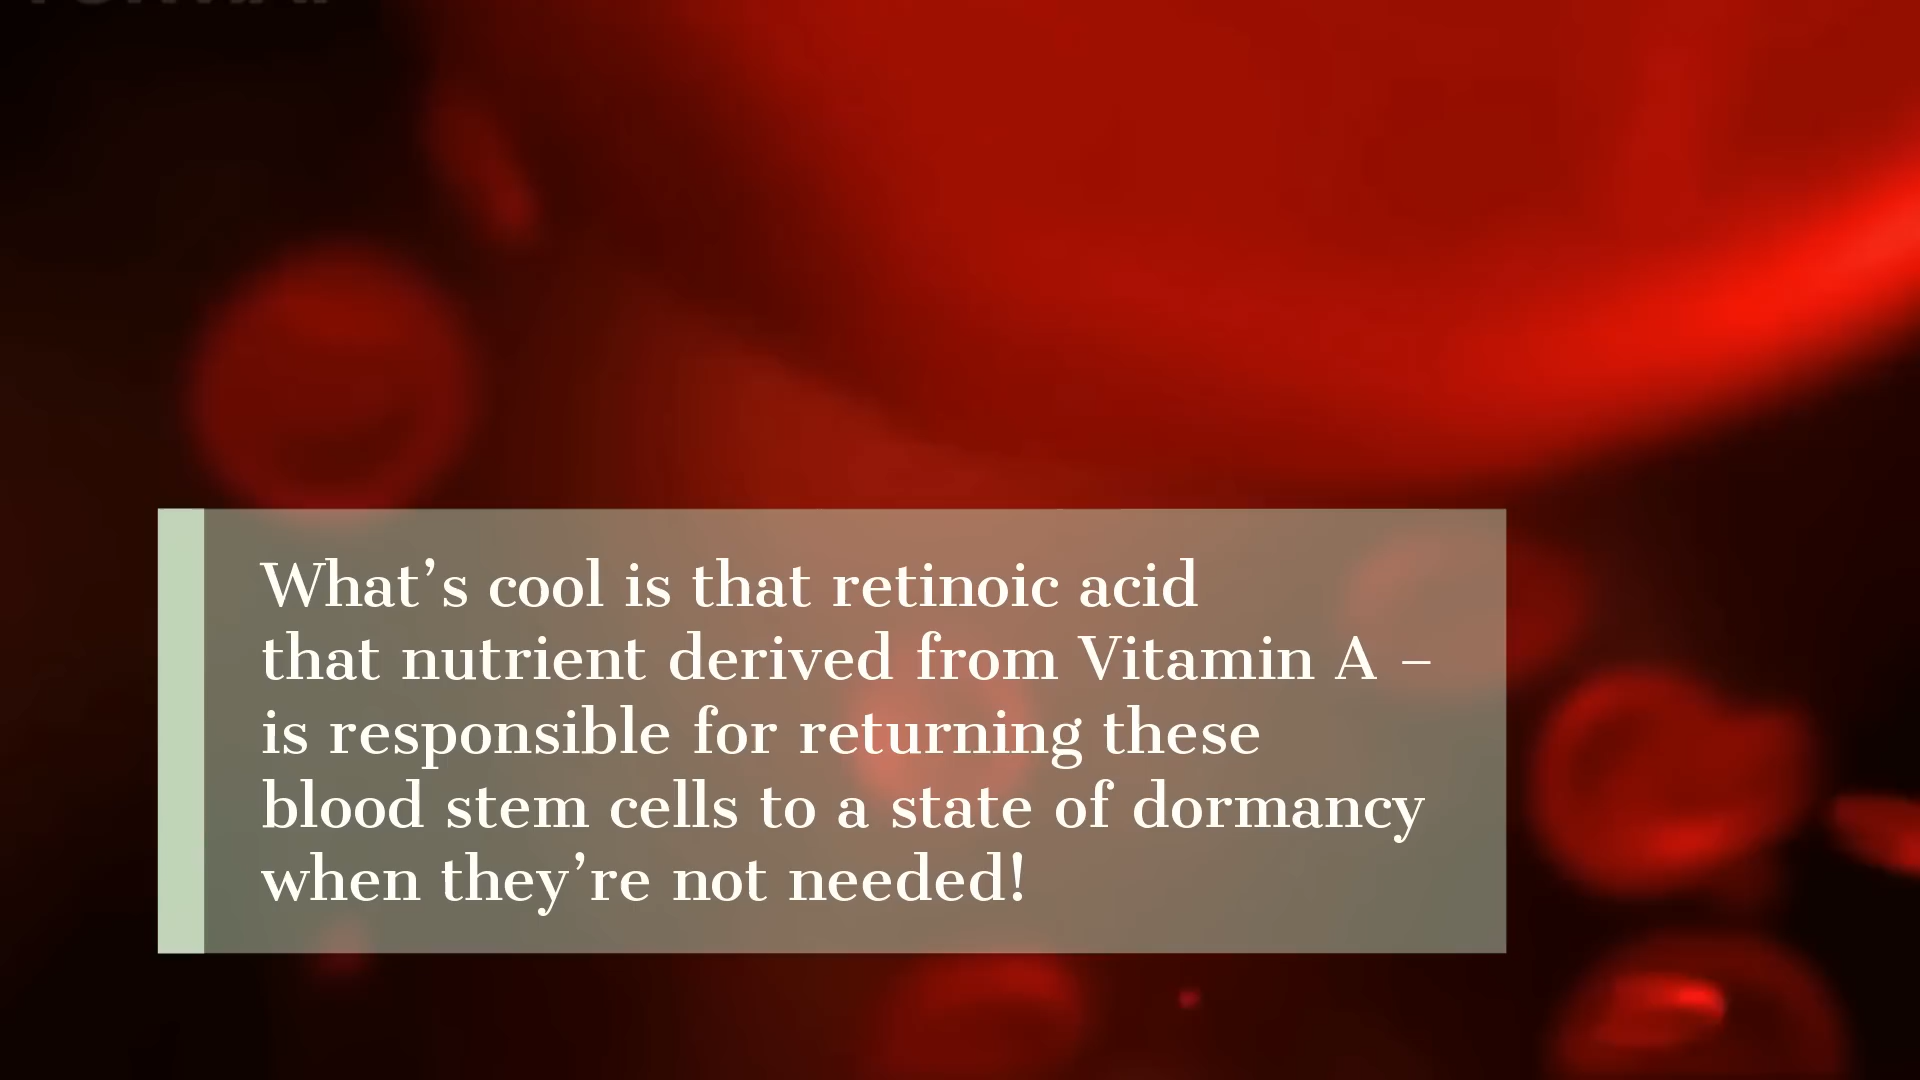 What’s cool is that retinoic acid
that nutrient derived from Vitamin A –
is responsible for returning these
blood stem cells to a state of dormancy
when they’re not needed!